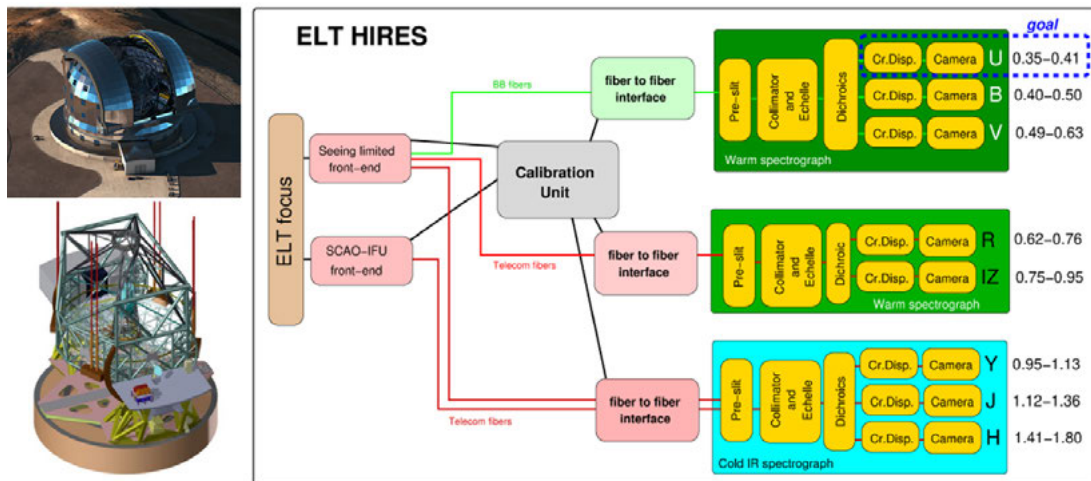 ELT HIRES
goal
ELT focus
Seeing limited
front-end
SCAO-IFU
front-end
BB fibers
Telecom fibers
Telecom fibers
Calibration
Unit
fiber to fiber
interface
fiber to fiber
interface
fiber to fiber
interface
Pre-slit
Collimator
and
Echelle
Dichroics
Cr.Disp.
Camera
U
0.35-0.41
Cr.Disp.
Camera
B
0.40-0.50
Cr.Disp.
Camera
V
0.49-0.63
Warm spectrograph
Pre-slit
Collimator
and
Echelle
Dichroic
Cr.Disp.
Camera
R
0.62-0.76
Cr.Disp.
Camera
IZ
0.75-0.95
Warm spectrograph
Pre-slit
Collimator
and
Echelle
Dichroics
Cr.Disp.
Camera
Y
0.95-1.13
Cr.Disp.
Camera
J
1.12-1.36
Cr.Disp.
Camera
H
1.41-1.80
Cold IR spectrograph